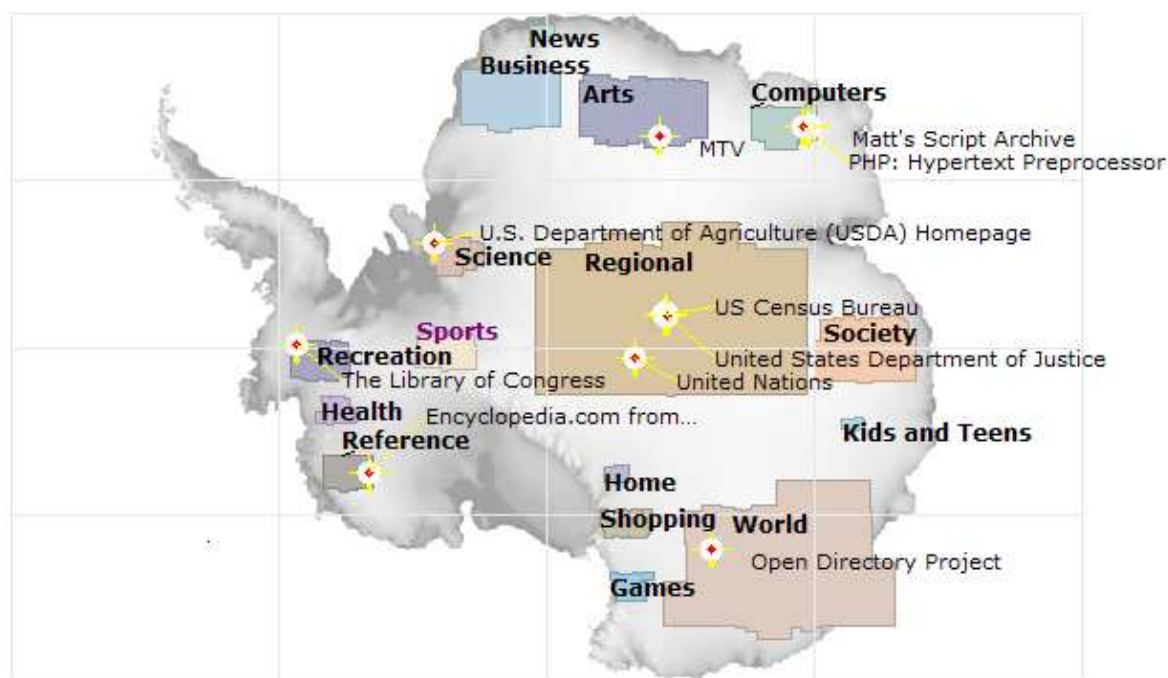 News
Business
Arts
Computers
MTV
Matt's Script Archive
PHP: Hypertext Preprocessor
U.S. Department of Agriculture (USDA) Homepage
Science
Regional
US Census Bureau
Sports
Society
Recreation
United States Department of Justice
The Library of Congress
United Nations
Health
Encyclopedia.com from...
Kids and Teens
Reference
Home
Shopping
World
Open Directory Project
Games